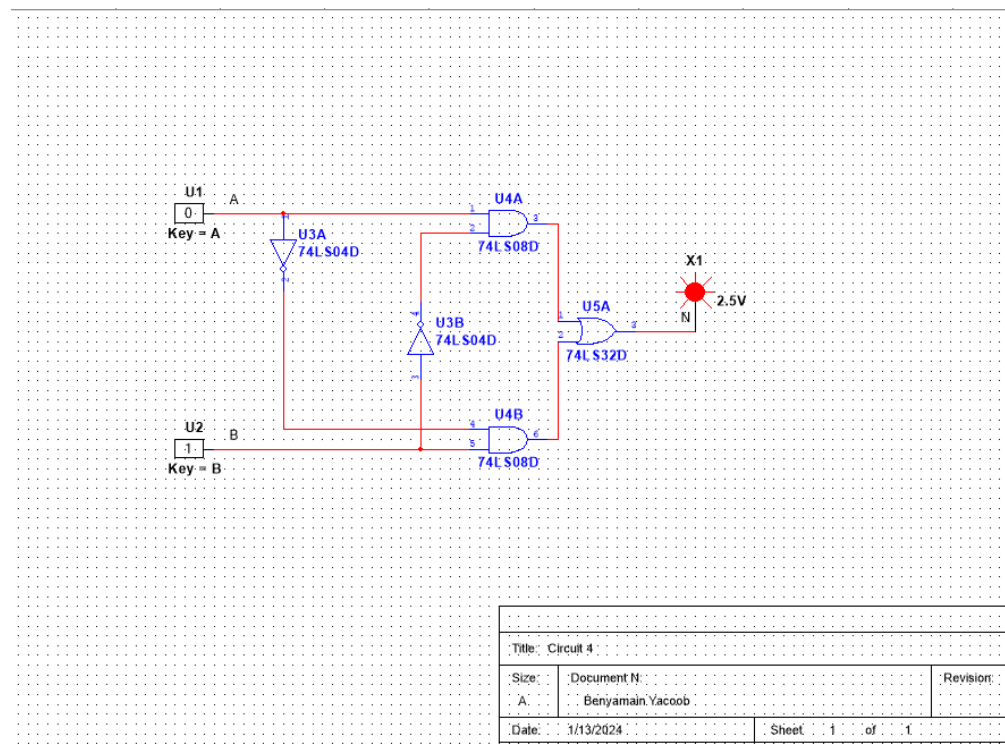 U1
A
0
Key = A
1
U3A
74LS04D
2
U4A
1
2
3
74LS08D
X1
2.5V
N
4
U3B
74LS04D
3
U5A
1
2
3
74LS32D
U2
B
1
Key = B
U4B
4
5
6
74LS08D
Title: Circuit 4
Size: Document N: Revision:
A Benyamain Yacoob
Date: 1/13/2024 Sheet 1 of 1